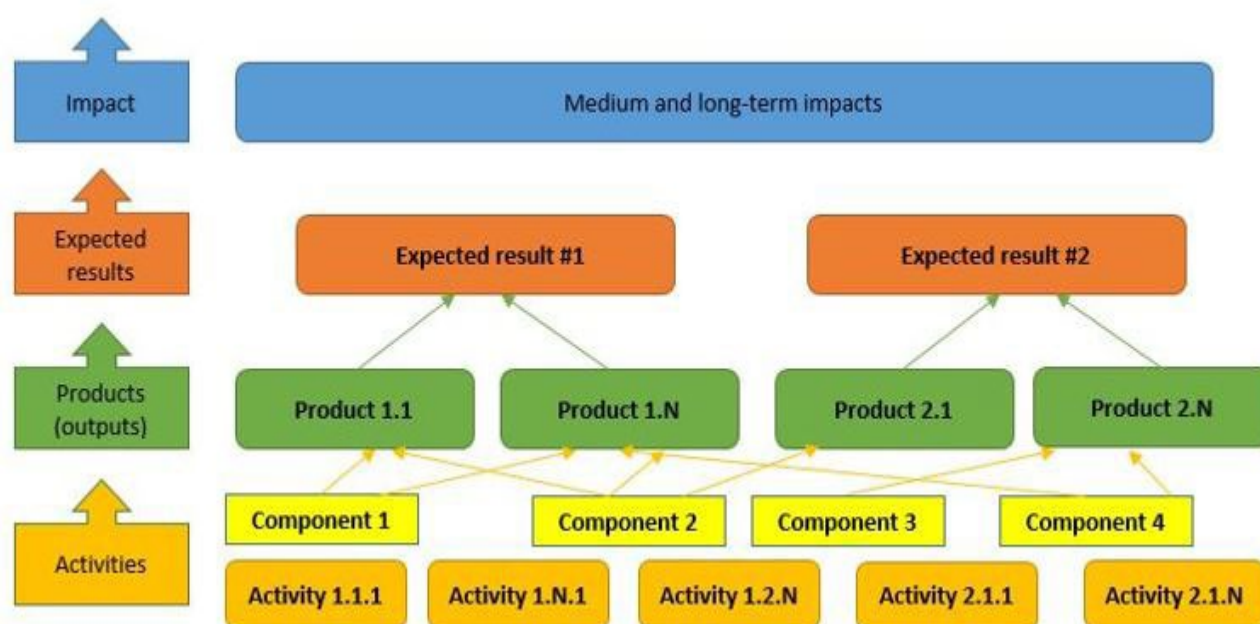 Impact
Medium and long-term impacts
Expected
results
Expected result #1
Expected result #2
Products
(outputs)
Product 1.1
Product 1.N
Product 2.1
Product 2.N
Component 1
Component 2
Component 3
Component 4
Activities
Activity 1.1.1
Activity 1.N.1
Activity 1.2.N
Activity 2.1.1
Activity 2.1.N